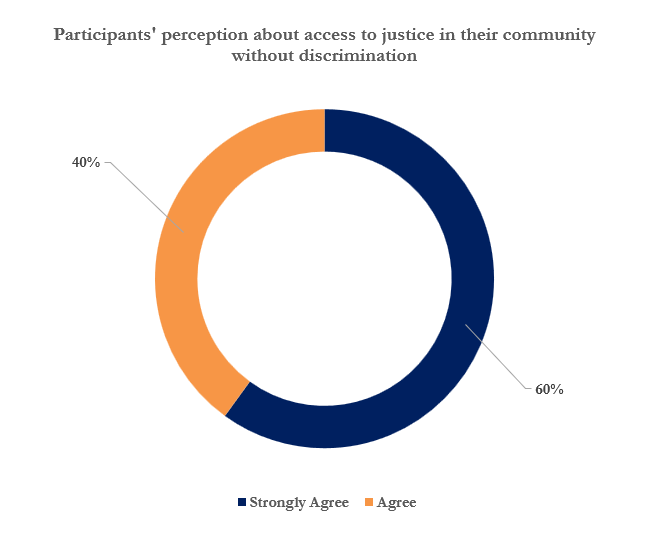 Participants' perception about access to justice in their community
without discrimination
40%
60%
Strongly Agree Agree